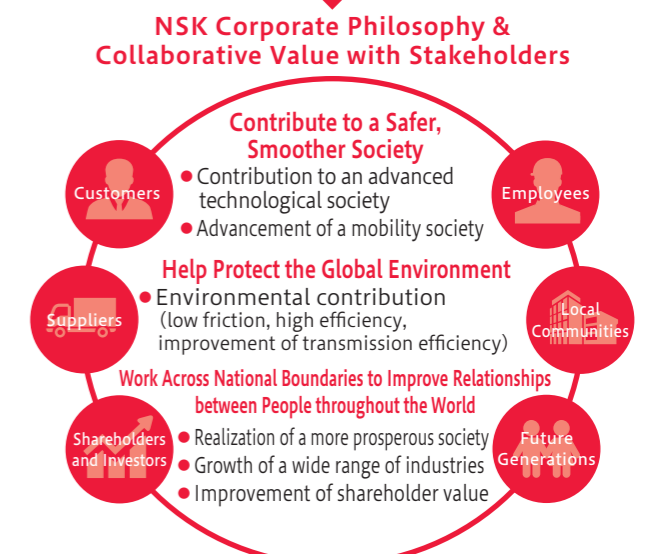 NSK Corporate Philosophy &
Collaborative Value with Stakeholders
Contribute to a Safer,
Smoother Society
● Contribution to an advanced
technological society
● Advancement of a mobility society
Customers
Employees
Help Protect the Global Environment
● Environmental contribution
(low friction, high efficiency,
improvement of transmission efficiency)
Suppliers
Local
Communities
Work Across National Boundaries to Improve Relationships
between People throughout the World
● Realization of a more prosperous society
● Growth of a wide range of industries
● Improvement of shareholder value
Shareholders
and Investors
Future
Generations